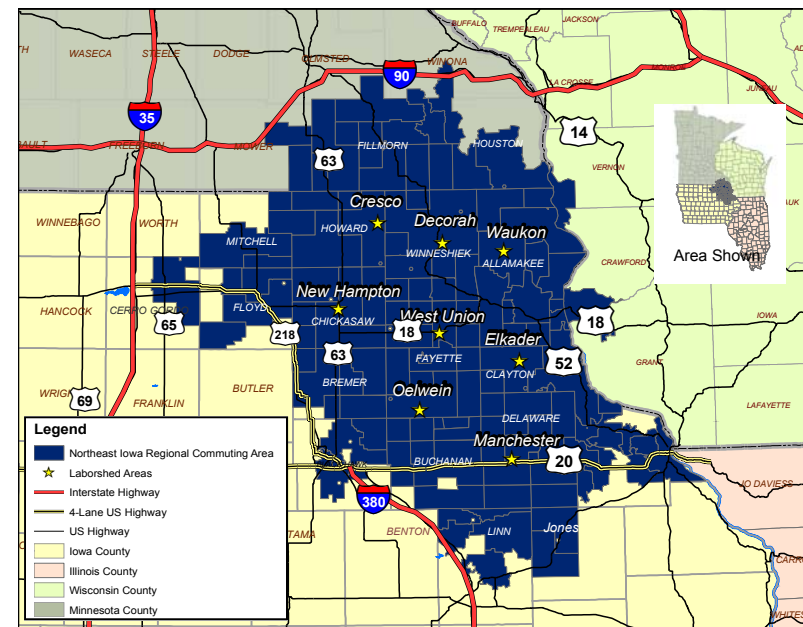 BUFFALO
JACKSON
TREMPEALEAU
WASECA
STEELE
DODGE
OLMSTED
WINONA
90
LA CROSSE
MONROE
JUNEAU
35
14
FREEBORN
MOWER
63
FILLMORN
HOUSTON
VERNON
Cresco
Decorah
Waukon
WINNEBAGO
WORTH
MITCHELL
HOWARD
WINNESHIEK
ALLAMAKEE
CRAWFORD
Area Shown
New Hampton
HANCOCK
CERRO GORDO
FLOYD
CHICKASAW
West Union
65
218
18
18
IOWA
Elkader
63
52
GRANT
FAYETTE
CLAYTON
BREMER
BUTLER
Oelwein
69
FRANKLIN
LAFAYETTE
DELAWARE
Manchester
BUCHANAN
20
JO DAVIESS
380
BENTON
LINN
Jones
Legend
Northeast Iowa Regional Commuting Area
Laborshed Areas
Interstate Highway
4-Lane US Highway
US Highway
Iowa County
Illinois County
Wisconsin County
Minnesota County